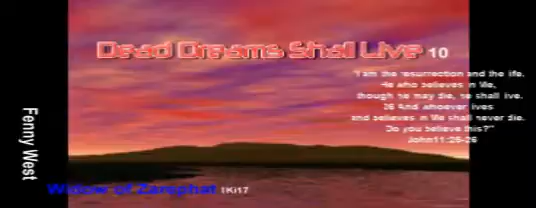 Dead Dreams Shall Live 10
"I am the resurrection and the life.
He who believes in Me,
though he may die, he shall live.
26 And whoever lives
and believes in Me shall never die.
Do you believe this?"
John11:25-26
Fenny West
Widow of Zarephat 1Ki17